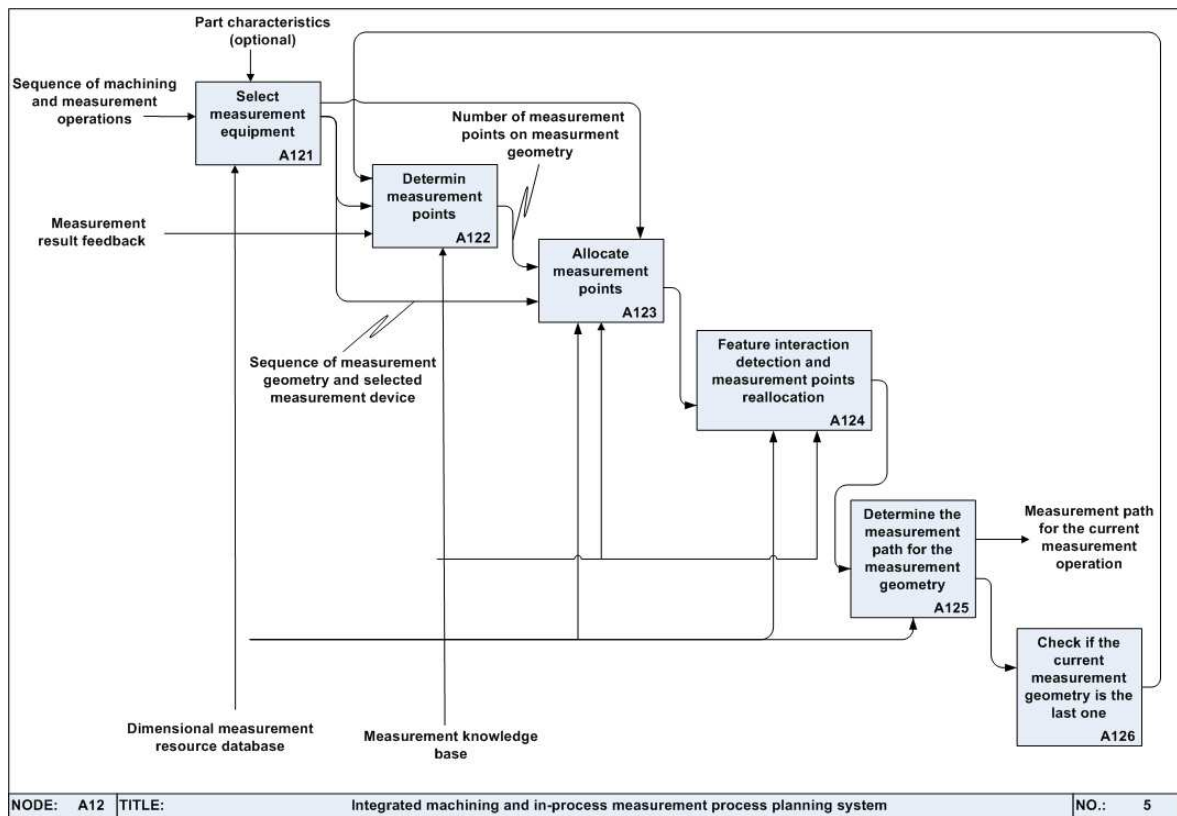 Part characteristics
(optional)
Sequence of machining
and measurement
operations
Select
measurement
equipment
A121
Number of measurement
points on measurment
geometry
Determin
measurement
points
A122
Measurement
result feedback
Allocate
measurement
points
A123
Sequence of measurement
geometry and selected
measurement device
Feature interaction
detection and
measurement points
reallocation
A124
Determine the
measurement
path for the
measurement
geometry
A125
Measurement path
for the current
measurement
operation
Check if the
current
measurement
geometry is the
last one
A126
Dimensional measurement
resource database
Measurement knowledge
base
NODE: A12 TITLE: Integrated machining and in-process measurement process planning system NO.: 5